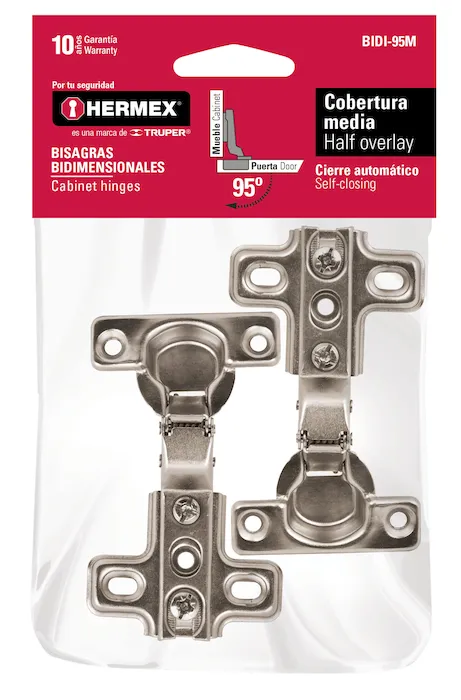 10 años Garantía
Warranty
BIDI-95M
Por tu seguridad
HERMEX®
es una marca de TRUPER®
BISAGRAS
BIDIMENSIONALES
Cabinet hinges
Mueble Cabinet
Puerta Door
95º
Cobertura
media
Half overlay
Cierre automático
Self-closing